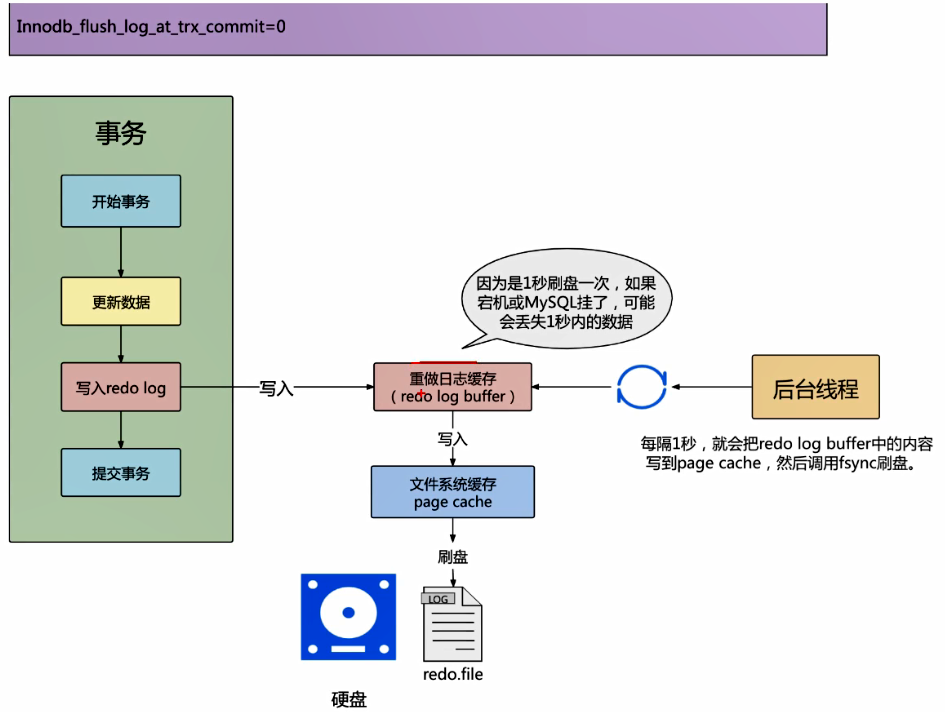 Innodb_flush_log_at_trx_commit=0
事务
开始事务
更新数据
写入redo log
提交事务
写入
因为是1秒刷盘一次，如果
宕机或MySQL挂了，可能
会丢失1秒内的数据
重做日志缓存
（redo log buffer）
写入
文件系统缓存
page cache
刷盘
LOG
redo.file
硬盘
后台线程
每隔1秒，就会把redo log buffer中的内容
写到page cache，然后调用fsync刷盘。